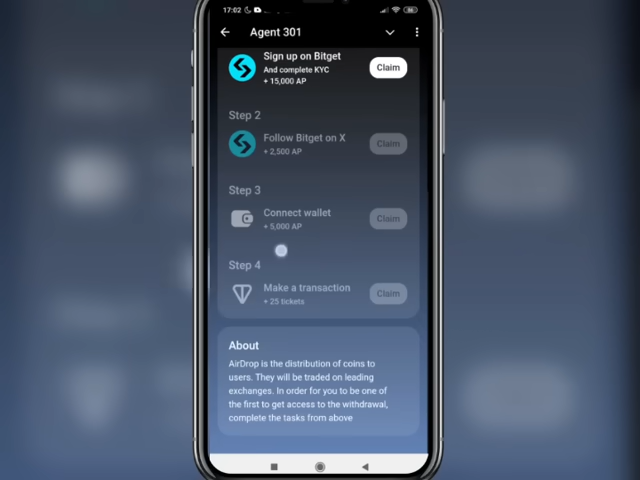 17:02
Agent 301
Sign up on Bitget
And complete KYC
+ 15,000 AP
Claim
Step 2
Follow Bitget on X
+ 2,500 AP
Claim
Step 3
Connect wallet
+ 5,000 AP
Claim
Step 4
Make a transaction
+ 25 tickets
Claim
About
AirDrop is the distribution of coins to
users. They will be traded on leading
exchanges. In order for you to be one of
the first to get access to the withdrawal,
complete the tasks from above